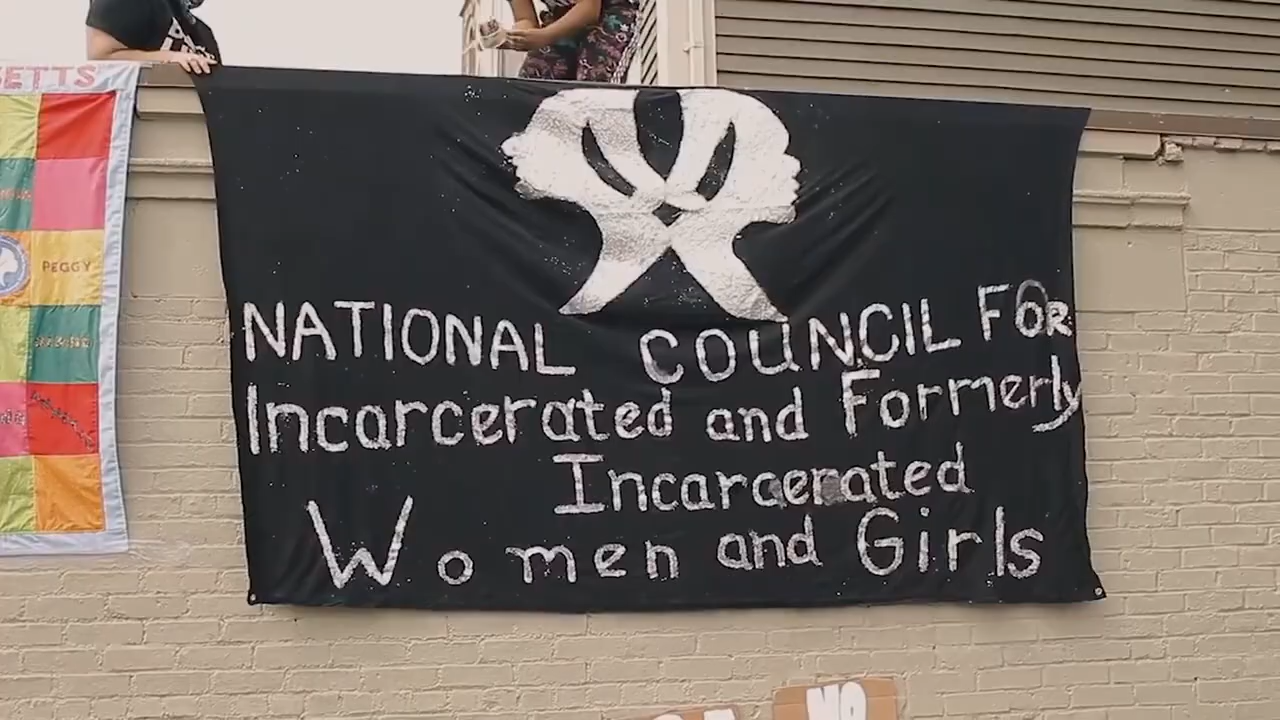 SETTS
PEGGY
NATIONAL COUNCIL FOR
Incarcerated and Formerly
Incarcerated
Women and Girls
NO